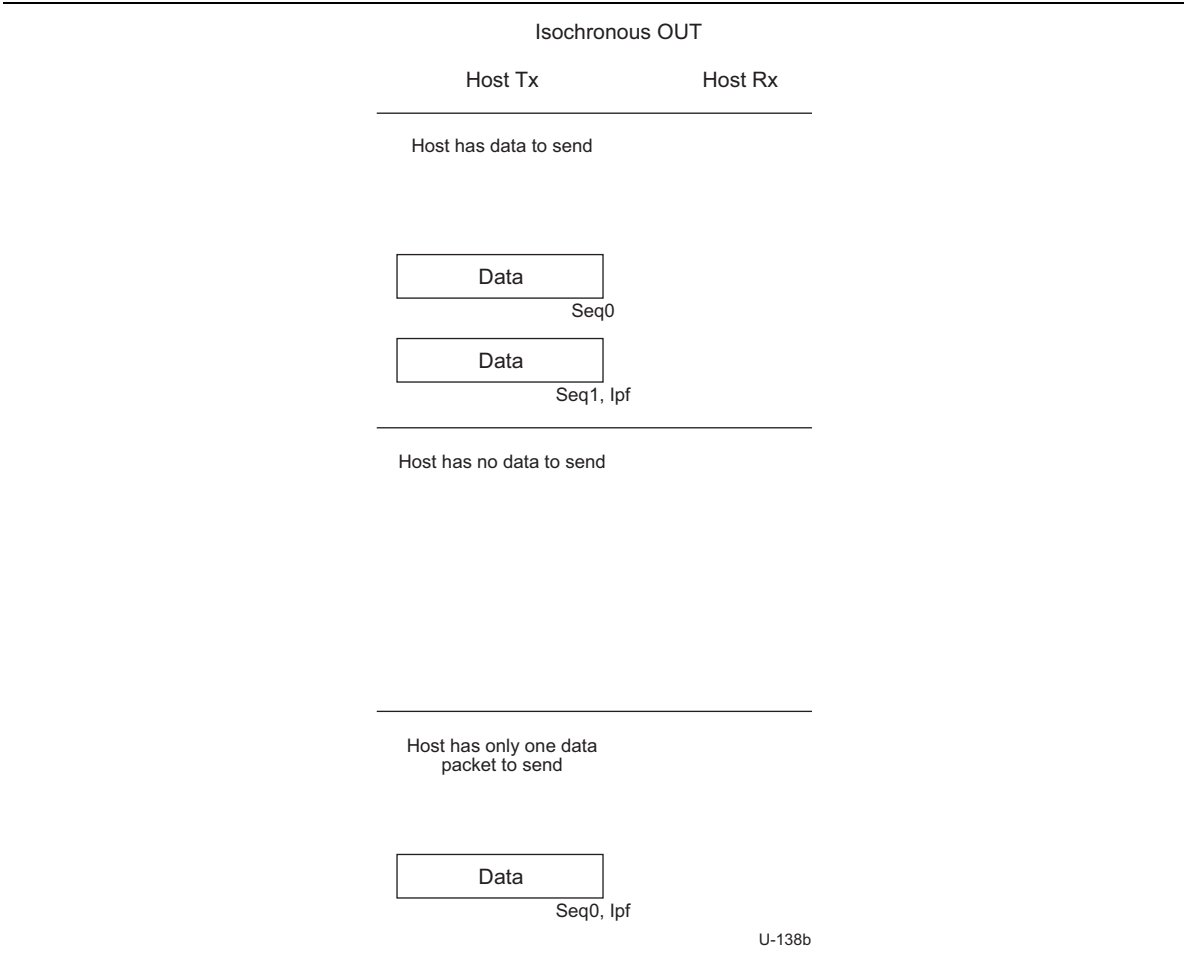 Isochronous OUT
Host Tx Host Rx
Host has data to send
Data
Seq0
Data
Seq1, lpf
Host has no data to send
Host has only one data
packet to send
Data
Seq0, lpf
U-138b